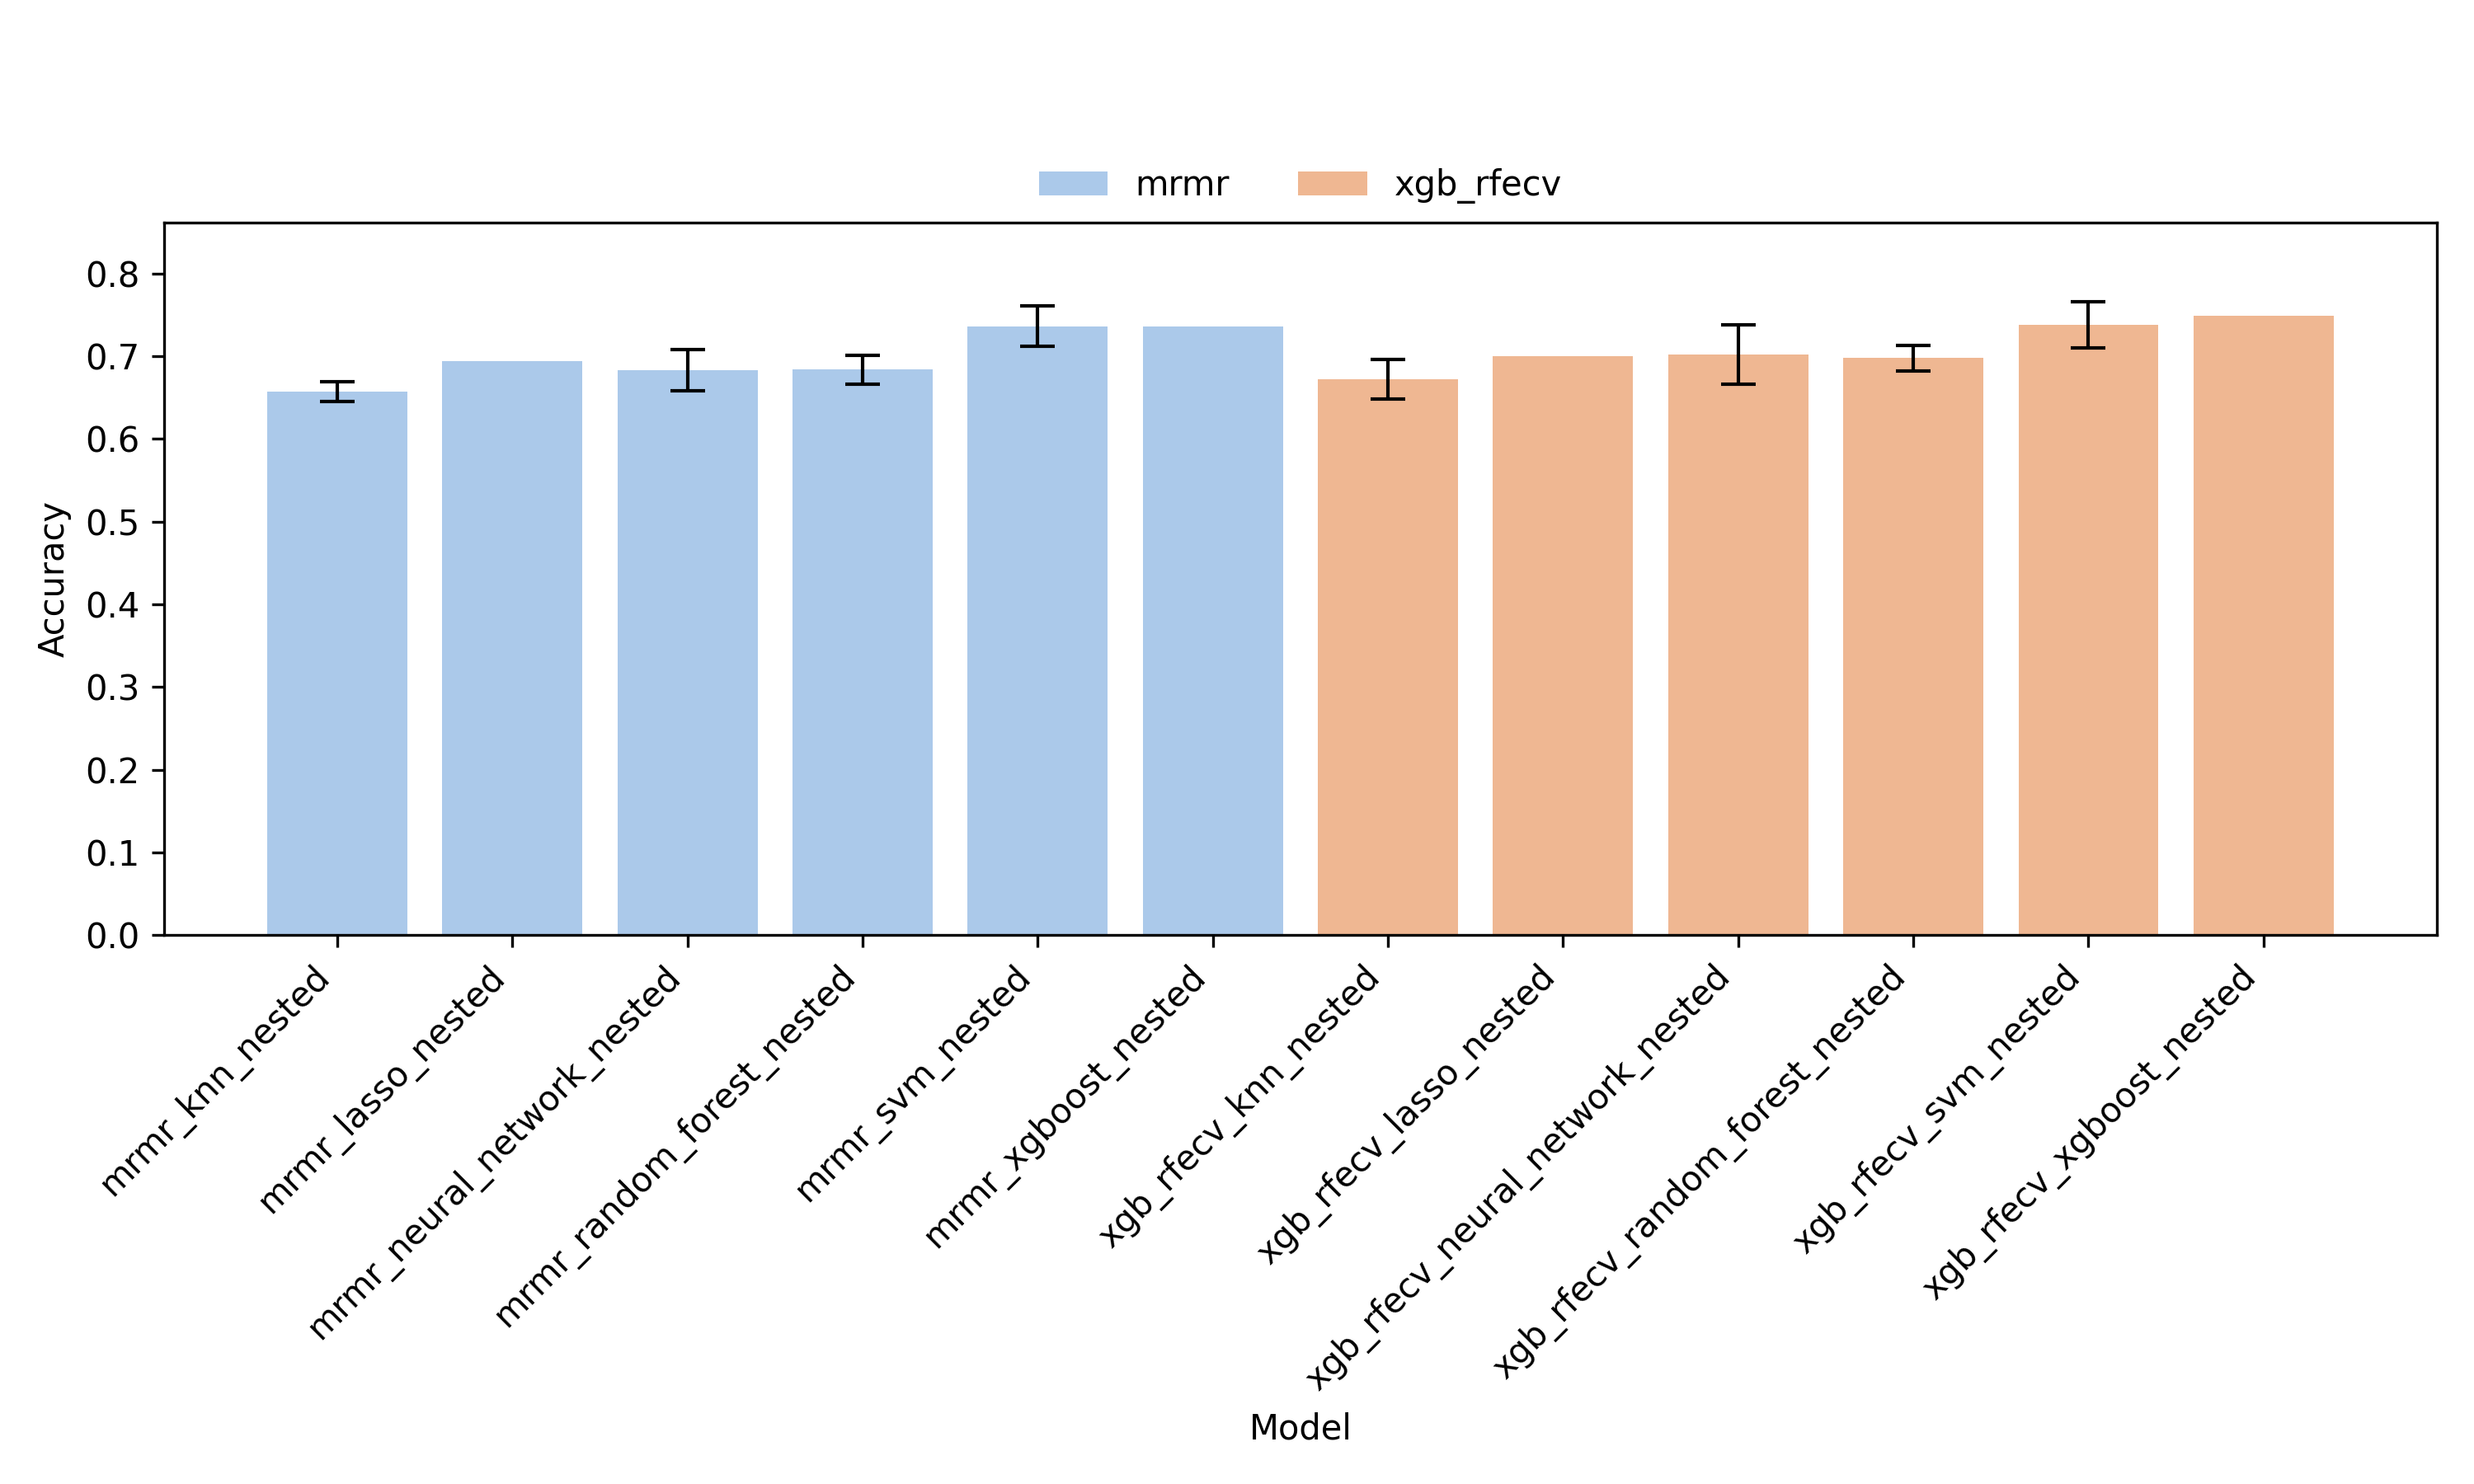 mrmr xgb_rfecv
0.8
0.7
0.6
0.5
0.4
0.3
0.2
0.1
0.0
Accuracy
mrmr_knn_nested
mrmr_lasso_nested
mrmr_neural_network_nested
mrmr_random_forest_nested
mrmr_svm_nested
mrmr_xgboost_nested
xgb_rfecv_knn_nested
xgb_rfecv_lasso_nested
xgb_rfecv_neural_network_nested
xgb_rfecv_random_forest_nested
xgb_rfecv_svm_nested
xgb_rfecv_xgboost_nested
Model